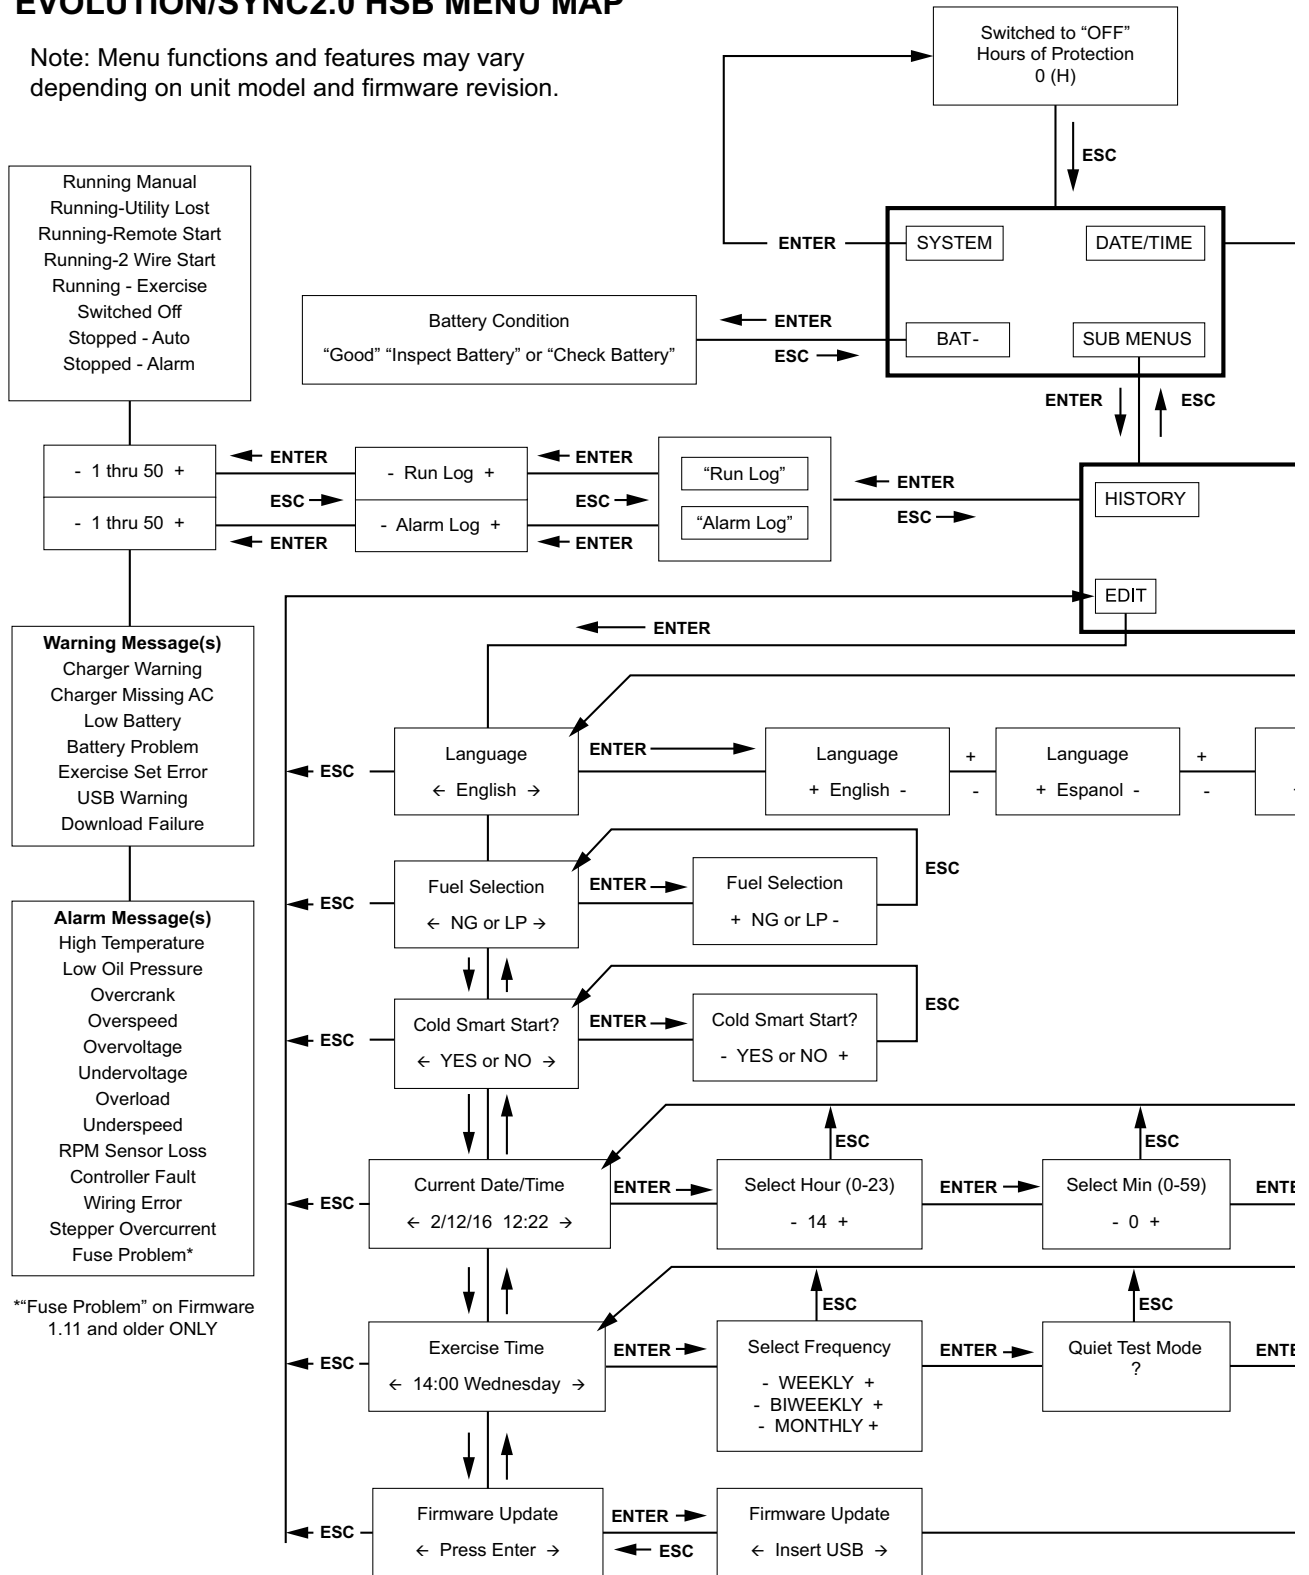 EVOLUTION/SYNC2.0 HSB MENU MAP
Note: Menu functions and features may vary
depending on unit model and firmware revision.
Switched to “OFF”
Hours of Protection
0 (H)
ESC
ENTER
SYSTEM
DATE/TIME
BAT-
SUB MENUS
Battery Condition
“Good” “Inspect Battery” or “Check Battery”
ENTER
ESC
ENTER
ESC
Running Manual
Running-Utility Lost
Running-Remote Start
Running-2 Wire Start
Running - Exercise
Switched Off
Stopped - Auto
Stopped - Alarm
- 1 thru 50 +
- 1 thru 50 +
ENTER
ESC
ENTER
- Run Log +
- Alarm Log +
ENTER
ESC
ENTER
“Run Log”
“Alarm Log”
ENTER
ESC
HISTORY
EDIT
ENTER
Warning Message(s)
Charger Warning
Charger Missing AC
Low Battery
Battery Problem
Exercise Set Error
USB Warning
Download Failure
Alarm Message(s)
High Temperature
Low Oil Pressure
Overcrank
Overspeed
Overvoltage
Undervoltage
Overload
Underspeed
RPM Sensor Loss
Controller Fault
Wiring Error
Stepper Overcurrent
Fuse Problem*
*“Fuse Problem” on Firmware
1.11 and older ONLY
ESC
Language
← English →
ENTER
Language
+ English -
+
-
Language
+ Espanol -
+
-
ESC
Fuel Selection
← NG or LP →
ENTER
Fuel Selection
+ NG or LP -
ESC
ESC
Cold Smart Start?
← YES or NO →
ENTER
Cold Smart Start?
- YES or NO +
ESC
ESC
Current Date/Time
← 2/12/16 12:22 →
ENTER
Select Hour (0-23)
- 14 +
ESC
ENTER
Select Min (0-59)
- 0 +
ESC
ESC
Exercise Time
← 14:00 Wednesday →
ENTER
Select Frequency
- WEEKLY +
- BIWEEKLY +
- MONTHLY +
ESC
ENTER
Quiet Test Mode
?
ESC
ESC
Firmware Update
← Press Enter →
ENTER
ESC
Firmware Update
← Insert USB →